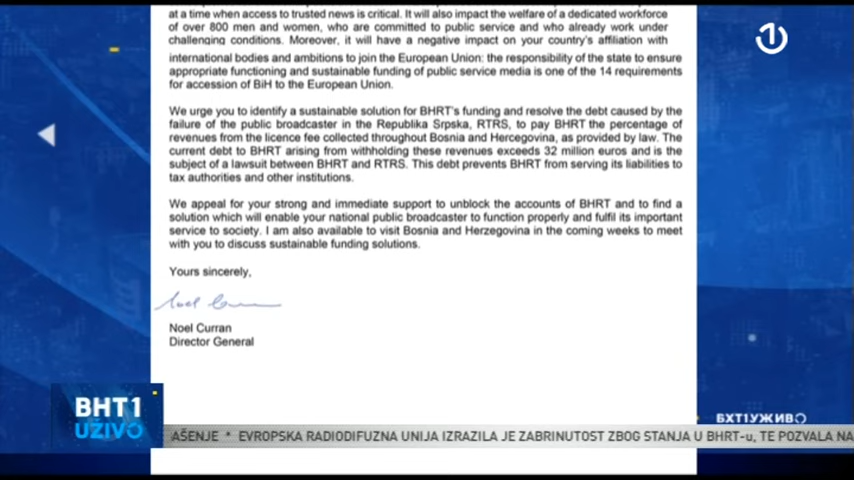 at a time when access to trusted news is critical. It will also impact the welfare of a dedicated workforce
of over 800 men and women, who are committed to public service and who already work under
challenging conditions. Moreover, it will have a negative impact on your country's affiliation with
international bodies and ambitions to join the European Union: the responsibility of the state to ensure
appropriate functioning and sustainable funding of public service media is one of the 14 requirements
for accession of BiH to the European Union.
We urge you to identify a sustainable solution for BHRT's funding and resolve the debt caused by the
failure of the public broadcaster in the Republika Srpska, RTRS, to pay BHRT the percentage of
revenues from the licence fee collected throughout Bosnia and Hercegovina, as provided by law. The
current debt to BHRT arising from withholding these revenues exceeds 32 million euros and is the
subject of a lawsuit between BHRT and RTRS. This debt prevents BHRT from serving its liabilities to
tax authorities and other institutions.
We appeal for your strong and immediate support to unblock the accounts of BHRT and to find a
solution which will enable your national public broadcaster to function properly and fulfil its important
service to society. I am also available to visit Bosnia and Herzegovina in the coming weeks to meet
with you to discuss sustainable funding solutions.
Yours sincerely,
Noel Curran
Noel Curran
Director General
BHT1
UŽIVO
БХТ1УЖИВО
AŠENJE * EVROPSKA RADIODIFUZNA UNIJA IZRAZILA JE ZABRINUTOST ZBOG STANJA U BHRT-u, TE POZVALA NA